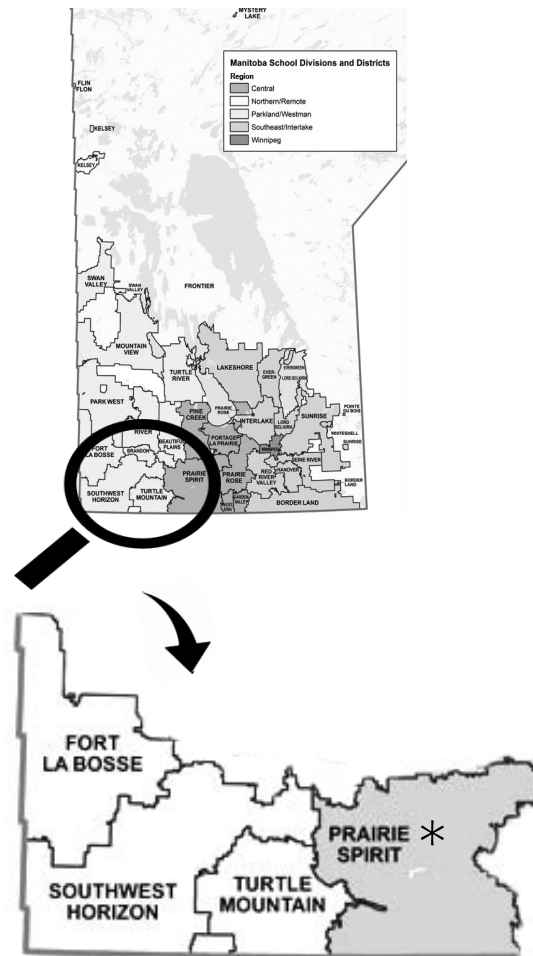 MYSTERY
LAKE
Manitoba School Divisions and Districts
Region
Central
Northern/Remote
Parkland/Westman
Southeast/Interlake
Winnipeg
FLIN
FLON
KELSEY
KELSEY
SWAN
VALLEY
SWAN
VALLEY
FRONTIER
MOUNTAIN
VIEW
TURTLE
RIVER
LAKESHORE
EVER-
GREEN
EVERGREEN
LORD SELKIRK
PARK WEST
PINE
CREEK
PRAIRIE
ROSE
INTERLAKE
LORD
SELKIRK
SUNRISE
POINTE
DU BOIS
WHITESHELL
SUNRISE
RIVER
BEAUTIFUL
PLAINS
PORTAGE
LA PRAIRIE
WINNIPEG
FORT
LA BOSSE
BRANDON
SEINE RIVER
PRAIRIE
SPIRIT
PRAIRIE
ROSE
RED
RIVER
VALLEY
HANOVER
BORDER
LAND
SOUTHWEST
HORIZON
TURTLE
MOUNTAIN
GARDEN
VALLEY
BORDER LAND
FORT
LA BOSSE
PRAIRIE *
SPIRIT
SOUTHWEST
HORIZON
TURTLE
MOUNTAIN